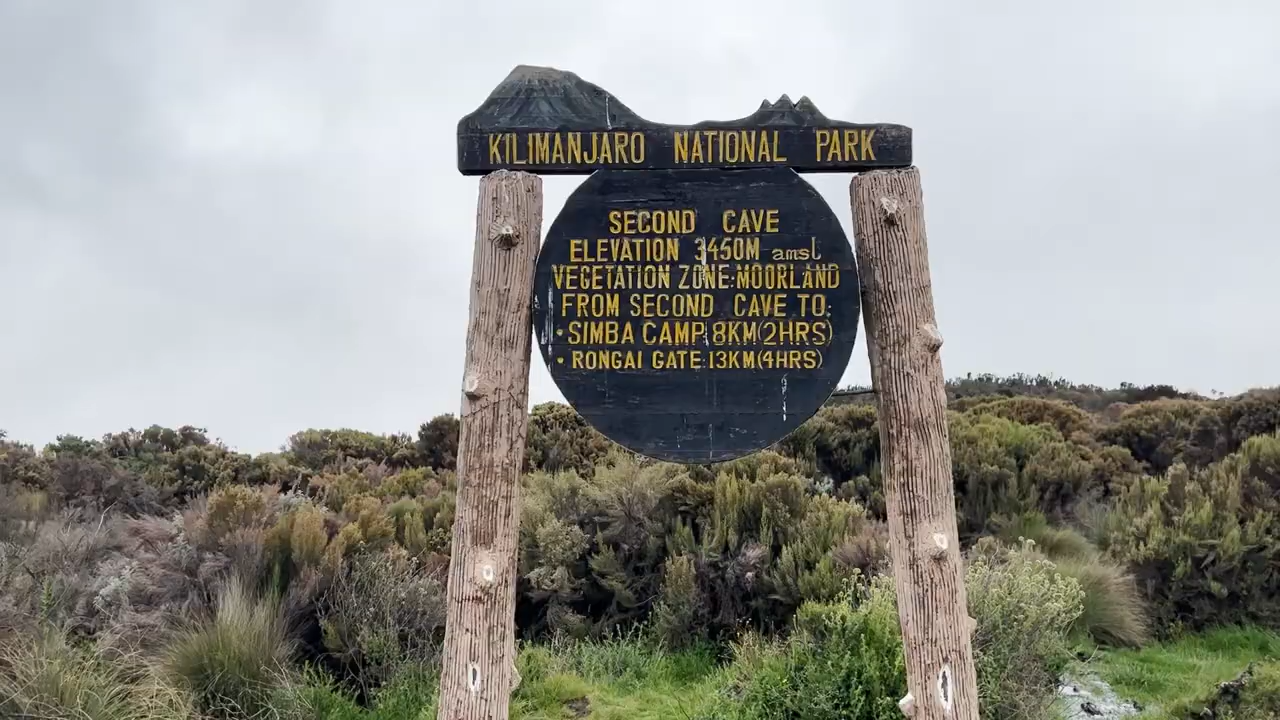 KILIMANJARO NATIONAL PARK
SECOND CAVE
ELEVATION 3450M amsl
VEGETATION ZONE:MOORLAND
FROM SECOND CAVE TO:
• SIMBA CAMP:8KM(2HRS)
• RONGAI GATE:13KM(4HRS)